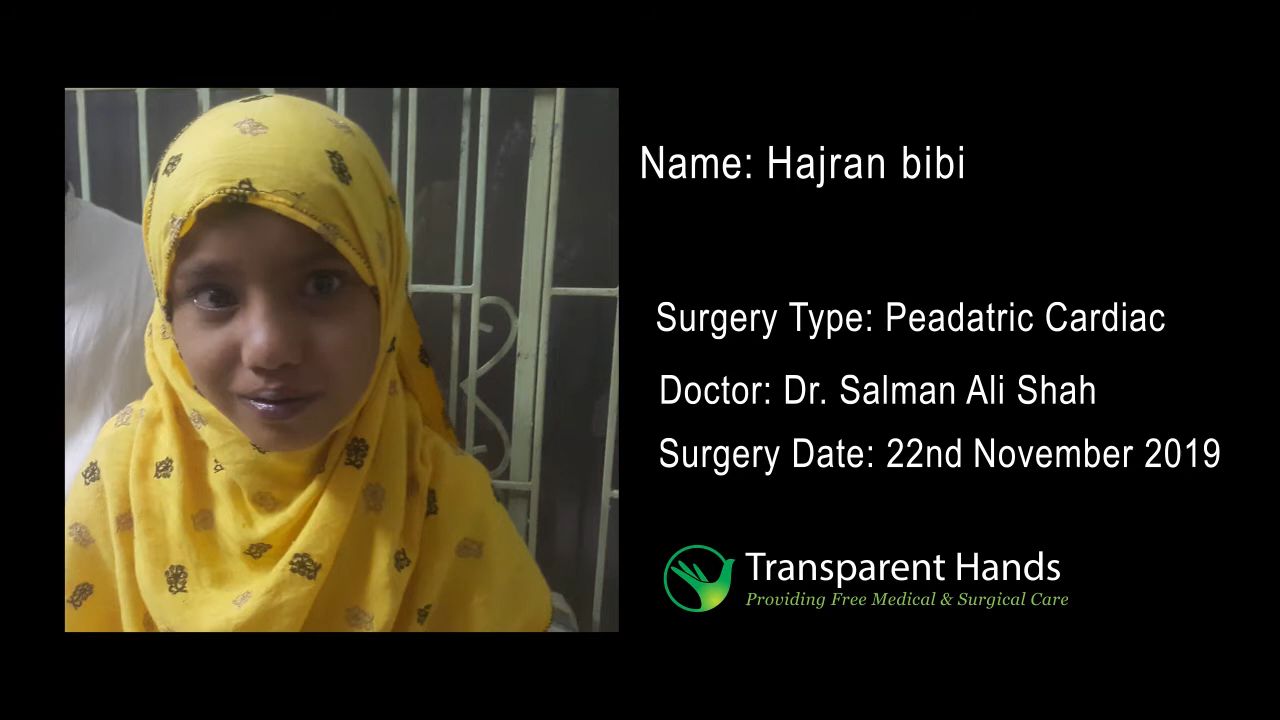 Name: Hajran bibi
Surgery Type: Peadatric Cardiac
Doctor: Dr. Salman Ali Shah
Surgery Date: 22nd November 2019
Transparent Hands
Providing Free Medical & Surgical Care